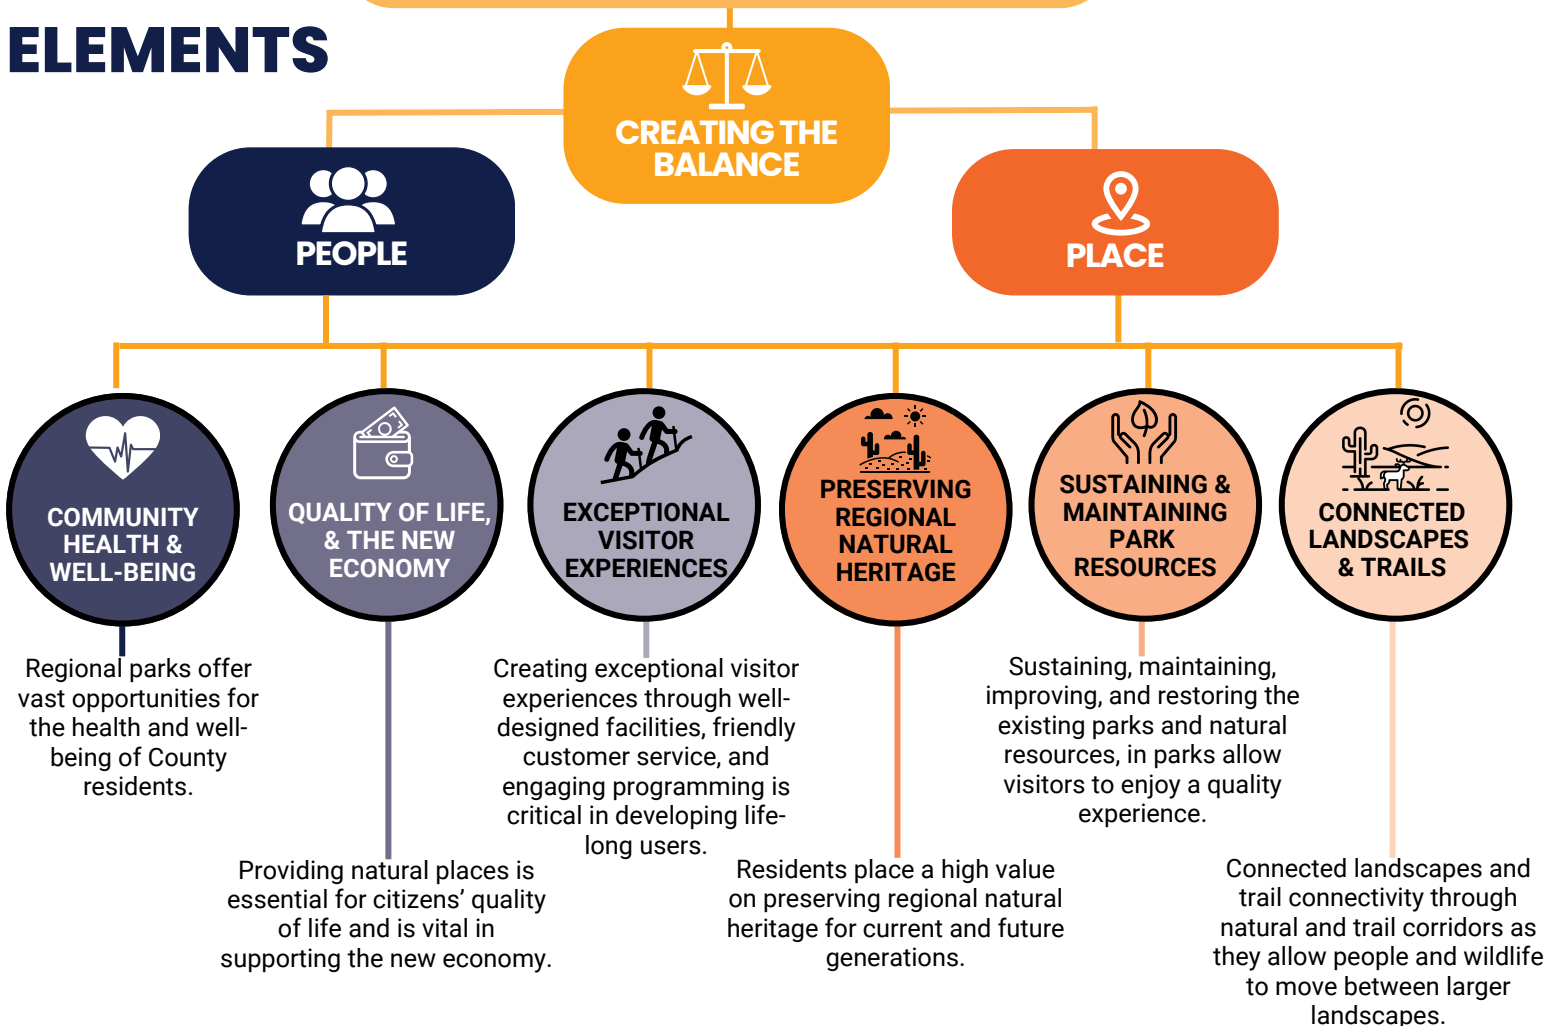 ELEMENTS
CREATING THE
BALANCE
PEOPLE
PLACE
COMMUNITY
HEALTH &
WELL-BEING
QUALITY OF LIFE,
& THE NEW
ECONOMY
EXCEPTIONAL
VISITOR
EXPERIENCES
PRESERVING
REGIONAL
NATURAL
HERITAGE
SUSTAINING &
MAINTAINING
PARK
RESOURCES
CONNECTED
LANDSCAPES
& TRAILS
Regional parks offer
vast opportunities for
the health and well-
being of County
residents.
Providing natural places is
essential for citizens’ quality
of life and is vital in
supporting the new economy.
Creating exceptional visitor
experiences through well-
designed facilities, friendly
customer service, and
engaging programming is
critical in developing life-
long users.
Residents place a high value
on preserving regional natural
heritage for current and future
generations.
Sustaining, maintaining,
improving, and restoring the
existing parks and natural
resources, in parks allow
visitors to enjoy a quality
experience.
Connected landscapes and
trail connectivity through
natural and trail corridors as
they allow people and wildlife
to move between larger
landscapes.